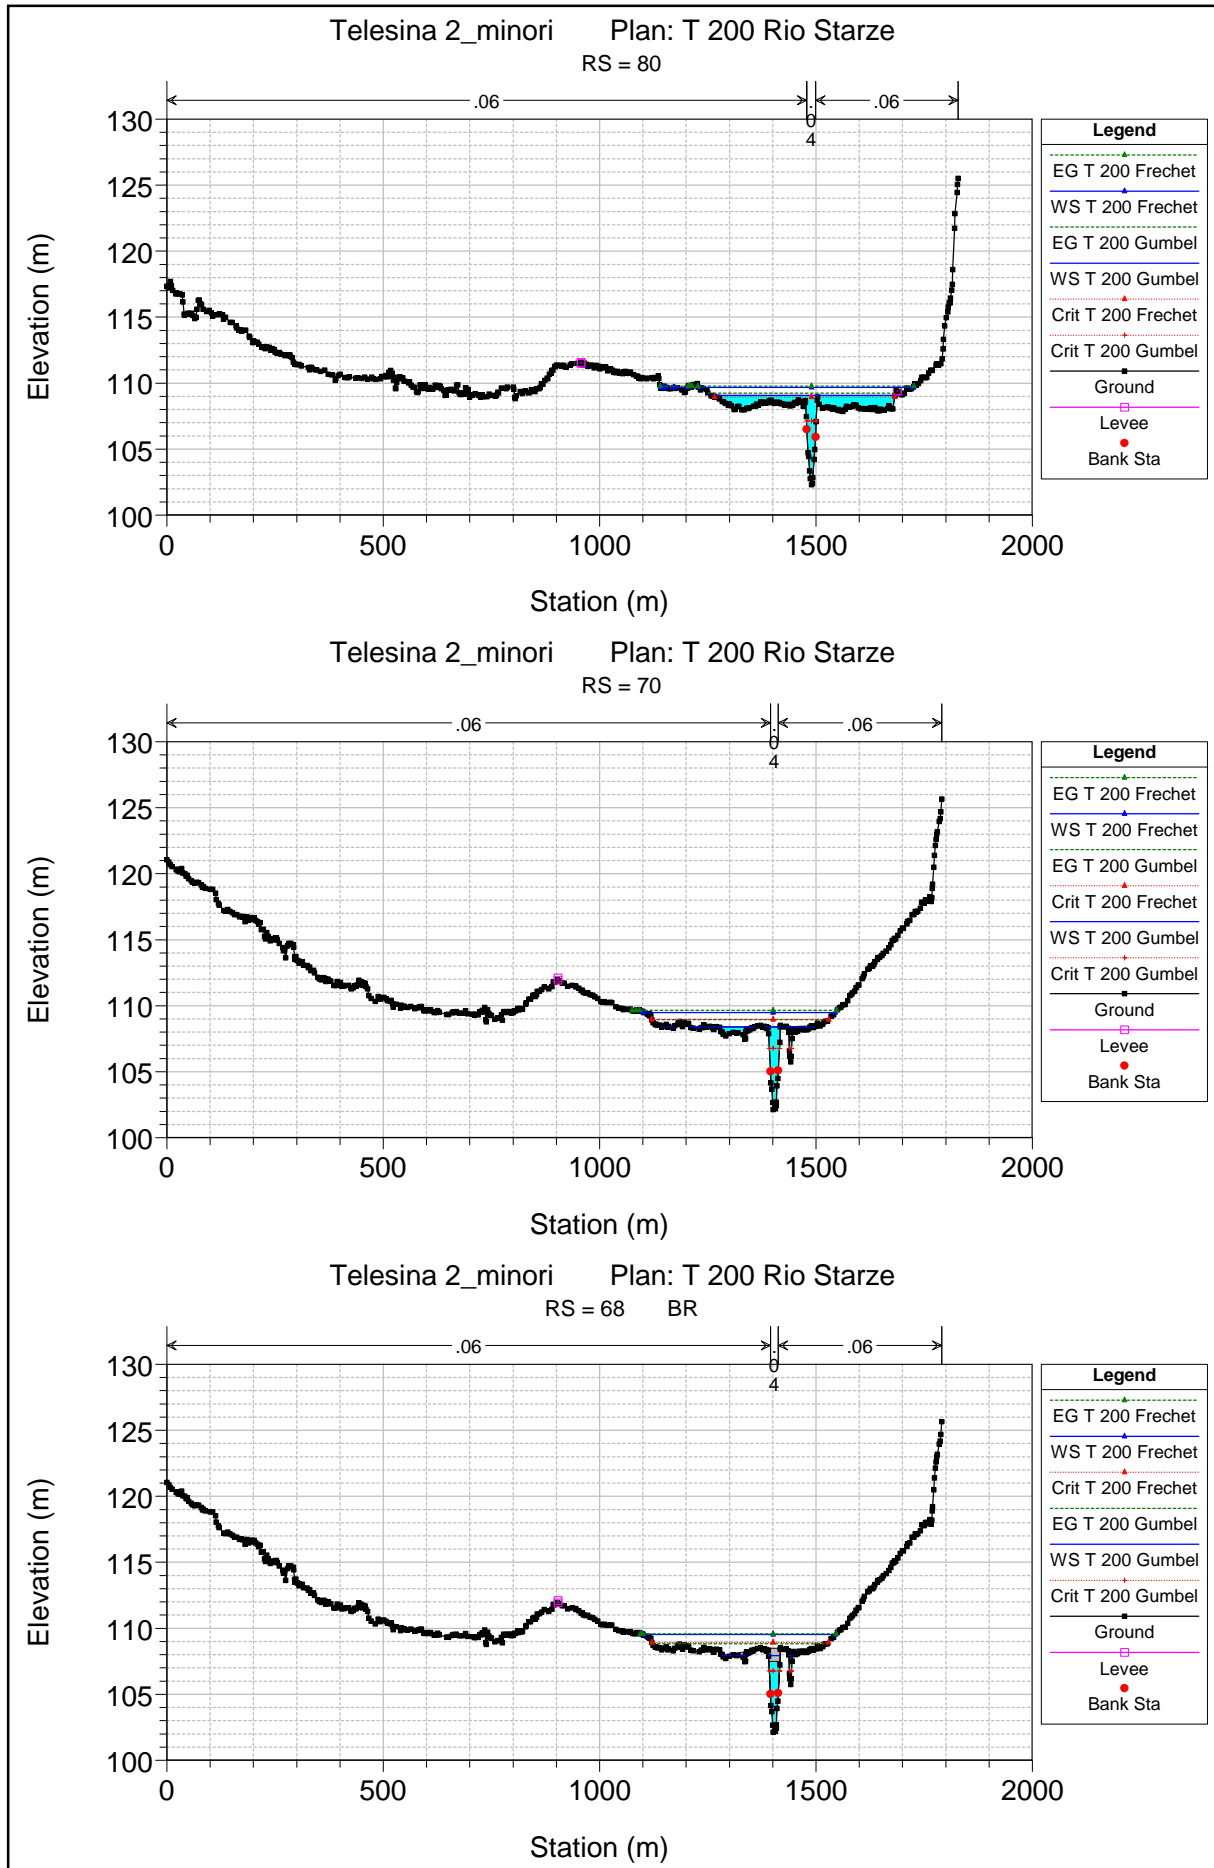 Telesina 2_minori Plan: T 200 Rio Starze
RS = 80
.06 .04 .06
130
125
120
115
110
105
100
Elevation (m)
0 500 1000 1500 2000
Station (m)
Legend
EG T 200 Frechet
WS T 200 Frechet
EG T 200 Gumbel
WS T 200 Gumbel
Crit T 200 Frechet
Crit T 200 Gumbel
Ground
Levee
Bank Sta
Telesina 2_minori Plan: T 200 Rio Starze
RS = 70
.06 .04 .06
130
125
120
115
110
105
100
Elevation (m)
0 500 1000 1500 2000
Station (m)
Legend
EG T 200 Frechet
WS T 200 Frechet
EG T 200 Gumbel
Crit T 200 Frechet
WS T 200 Gumbel
Crit T 200 Gumbel
Ground
Levee
Bank Sta
Telesina 2_minori Plan: T 200 Rio Starze
RS = 68 BR
.06 .04 .06
130
125
120
115
110
105
100
Elevation (m)
0 500 1000 1500 2000
Station (m)
Legend
EG T 200 Frechet
WS T 200 Frechet
Crit T 200 Frechet
EG T 200 Gumbel
WS T 200 Gumbel
Crit T 200 Gumbel
Ground
Levee
Bank Sta